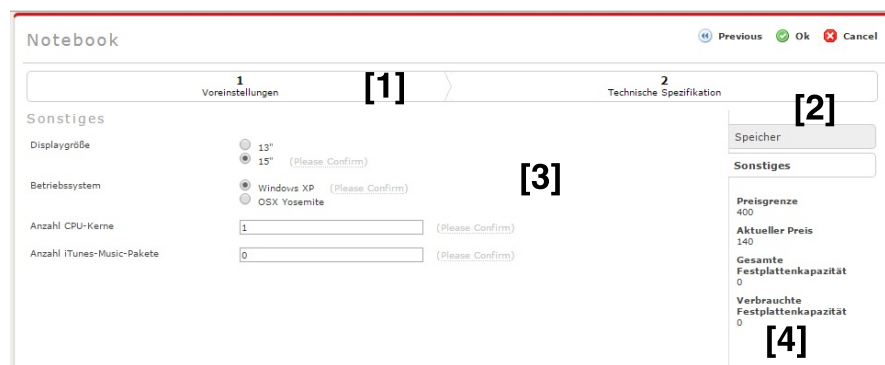 Notebook
Previous Ok Cancel
1
Voreinstellungen
[1]
2
Technische Spezifikation
[2]
Sonstiges
Displaygröße
13"
15" (Please Confirm)
Betriebssystem
Windows XP (Please Confirm)
OSX Yosemite
[3]
Anzahl CPU-Kerne 1 (Please Confirm)
Anzahl iTunes-Music-Pakete 0 (Please Confirm)
Speicher
Sonstiges
Preisgrenze
400
Aktueller Preis
140
Gesamte
Festplattenkapazität
0
Verbrauchte
Festplattenkapazität
0
[4]